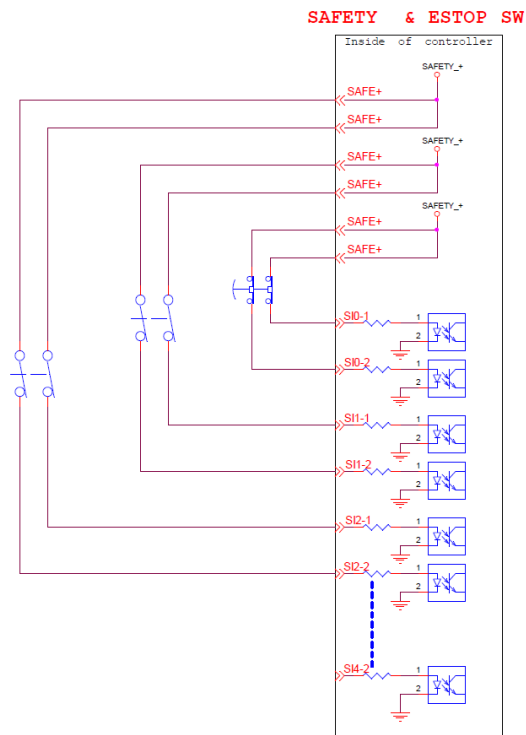 SAFETY & ESTOP SW
Inside of controller
SAFETY_+
SAFE+
SAFE+
SAFETY_+
SAFE+
SAFE+
SAFETY_+
SAFE+
SAFE+
SI0-1
1
2
SI0-2
1
2
SI1-1
1
2
SI1-2
1
2
SI2-1
1
2
SI2-2
1
2
SI4-2
1
2